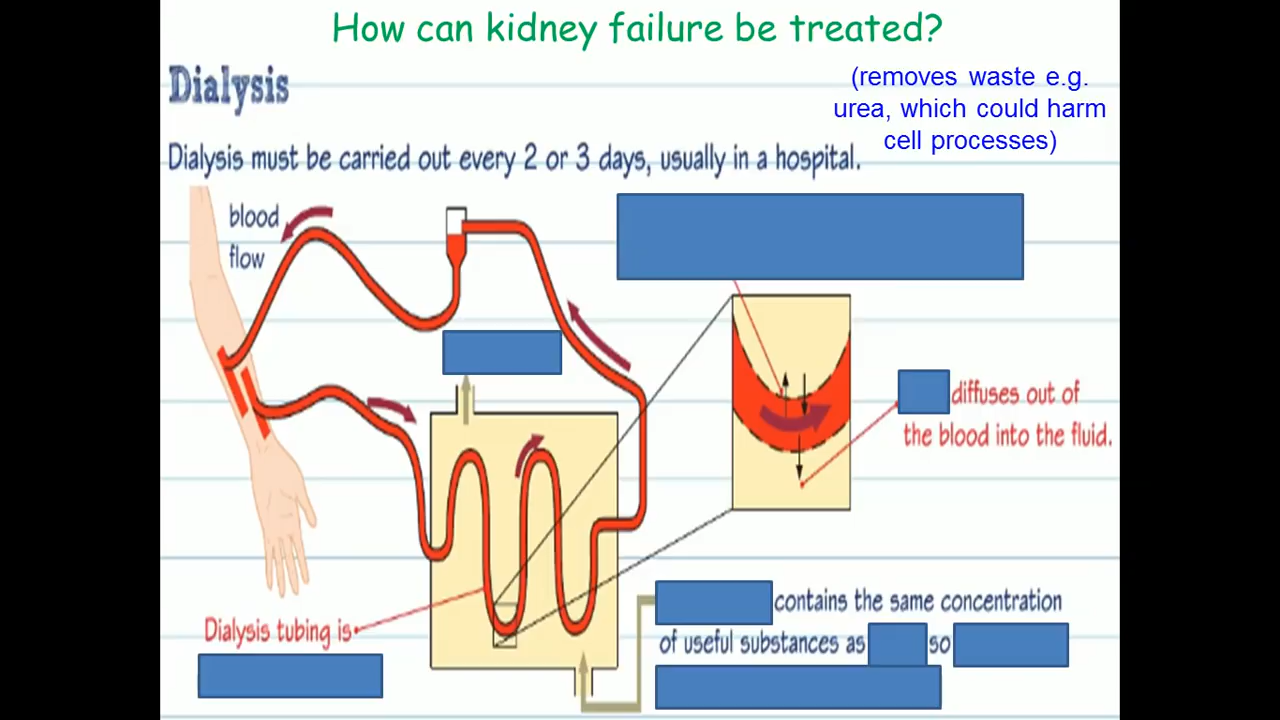 How can kidney failure be treated?
Dialysis
(removes waste e.g.
urea, which could harm
cell processes)
Dialysis must be carried out every 2 or 3 days, usually in a hospital.
blood
flow
diffuses out of
the blood into the fluid.
Dialysis tubing is
contains the same concentration
of useful substances as so